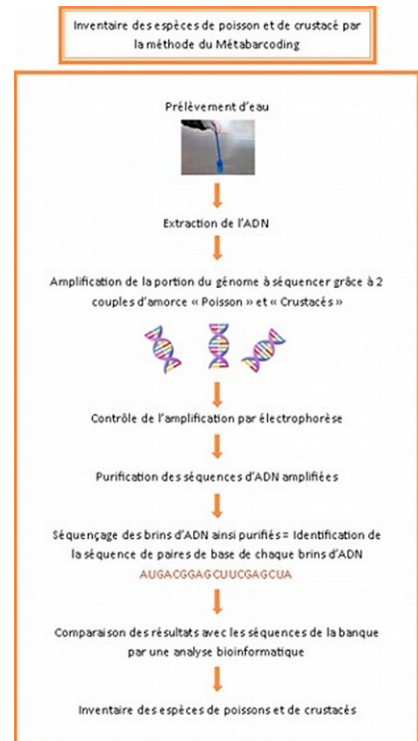 Inventaire des espèces de poisson et de crustacé par
la méthode du Métabarcoding
Prélèvement d'eau
Extraction de l'ADN
Amplification de la portion du génome à séquencer grâce à 2
couples d'amorce « Poisson » et « Crustacés »
Contrôle de l'amplification par électrophorèse
Purification des séquences d'ADN amplifiées
Séquençage des brins d'ADN ainsi purifiés = Identification de
la séquence de paires de base de chaque brins d'ADN
AUGACGGAGCUUCGAGCUA
Comparaison des résultats avec les séquences de la banque
par une analyse bioinformatique
Inventaire des espèces de poissons et de crustacés